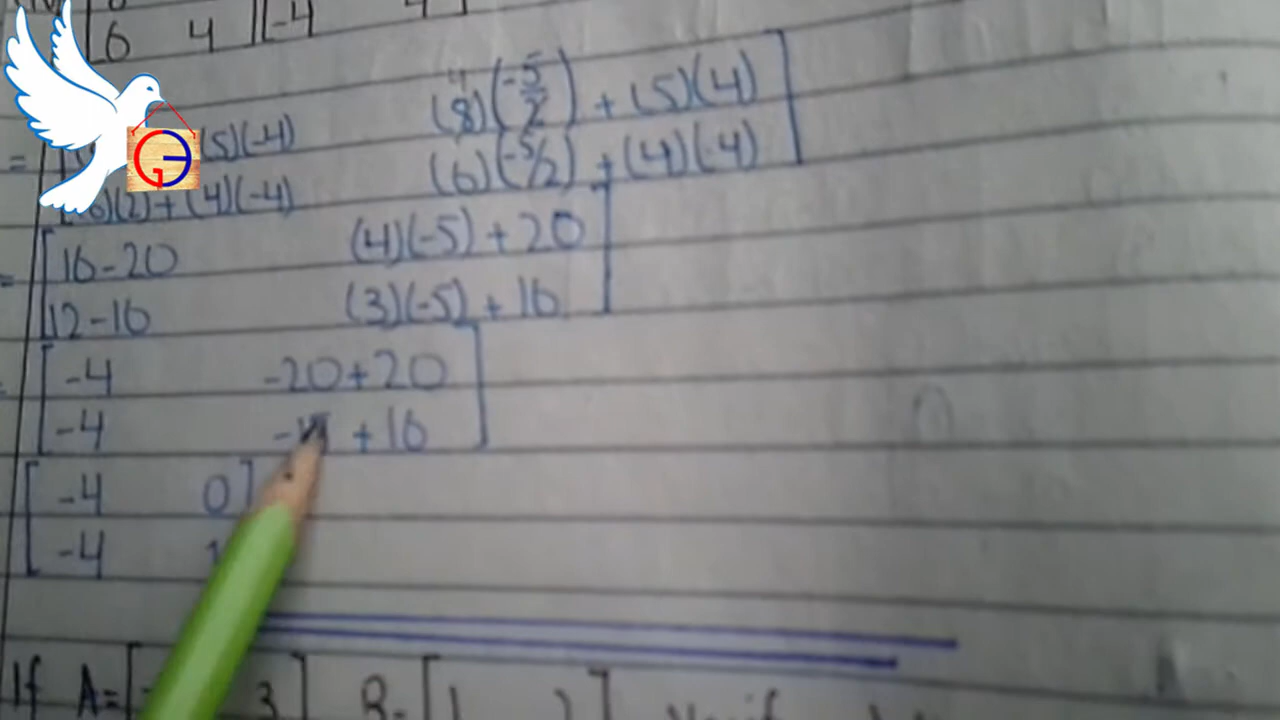 6 4 -4 4
(8)(-5/2) + (5)(4)
= (5)(-4)
(6)(-5/2) + (4)(-4)
(6)(2) + (4)(-4)
= [16-20 (4)(-5) + 20]
[12-16 (3)(-5) + 16]
[-4 -20+20]
[-4 +16]
[-4 0]
[-4 1
If A=[ 3] B=[1 ]